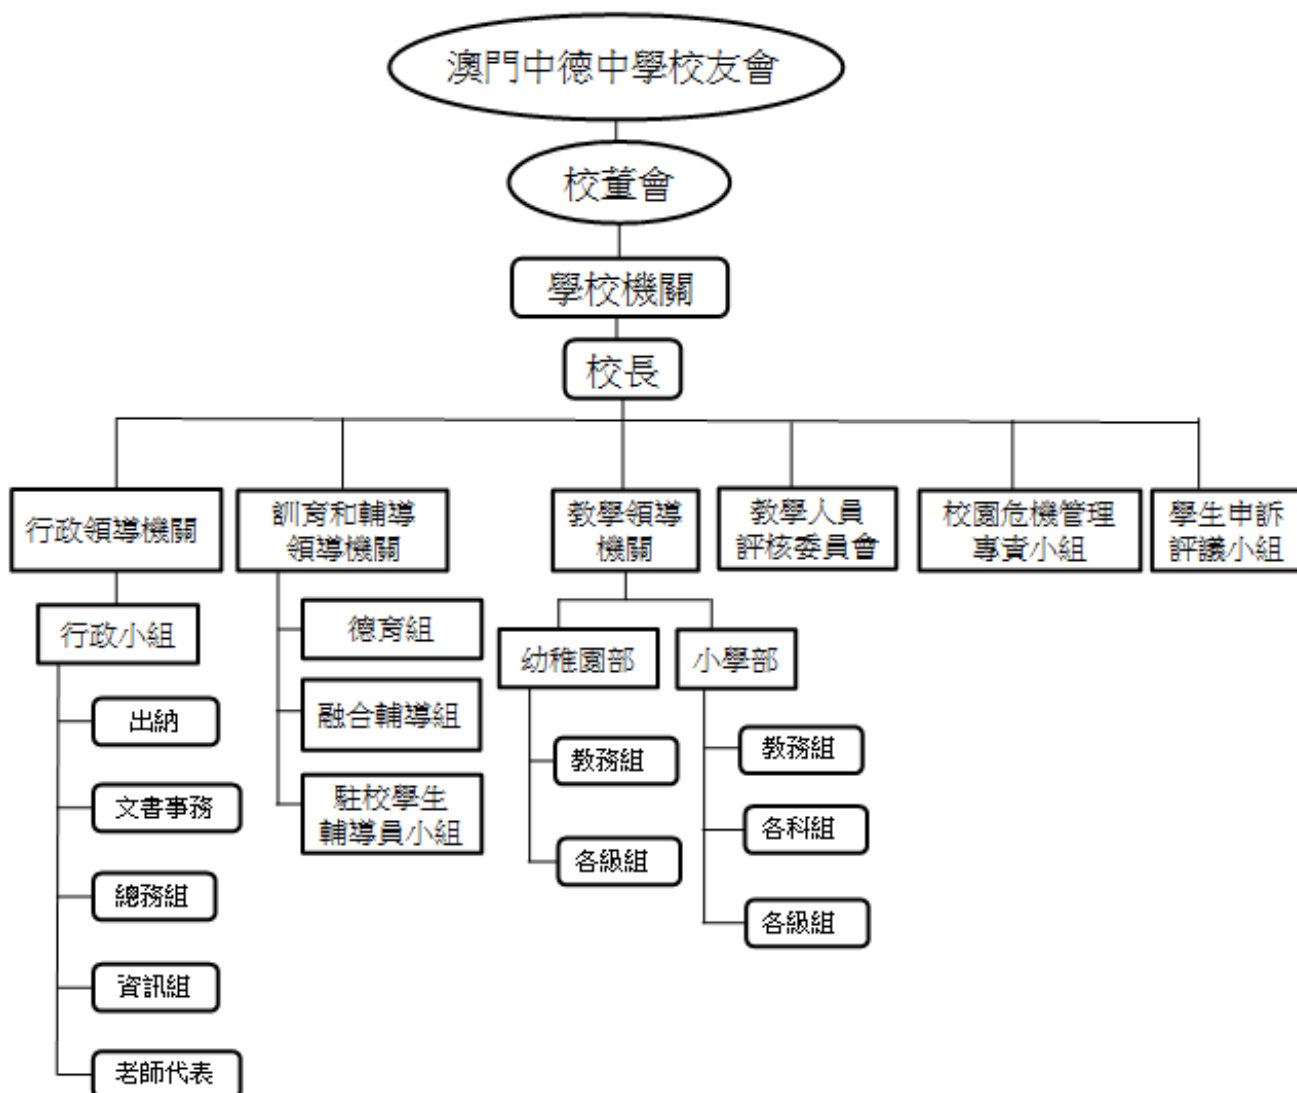 澳門中德中學校友會
校董會
學校機關
校長
行政領導機關
訓育和輔導
領導機關
教學領導
機關
教學人員
評核委員會
校園危機管理
專責小組
學生申訴
評議小組
行政小組
出納
文書事務
總務組
資訊組
老師代表
德育組
融合輔導組
駐校學生
輔導員小組
幼稚園部
教務組
各級組
小學部
教務組
各科組
各級組